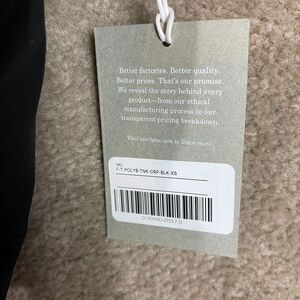 Better factories. Better quality.
Better prices. That's our promise.
We reveal the story behind every
product—from our ethical
manufacturing process to our
transparent pricing breakdown.
Visit everlane.com to learn more.
SKU
F-T-POLYB-TNK-CRP-BLK-XS